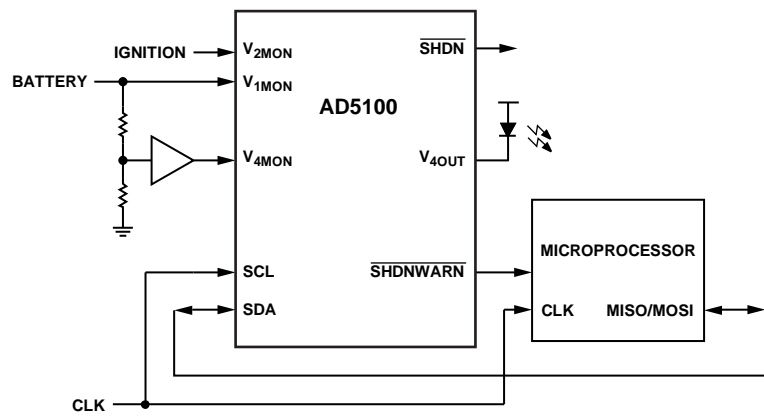 IGNITION
BATTERY
V2MON
V1MON
V4MON
SCL
SDA
AD5100
SHDN
V4OUT
SHDNWARN
MICROPROCESSOR
CLK MISO/MOSI
CLK